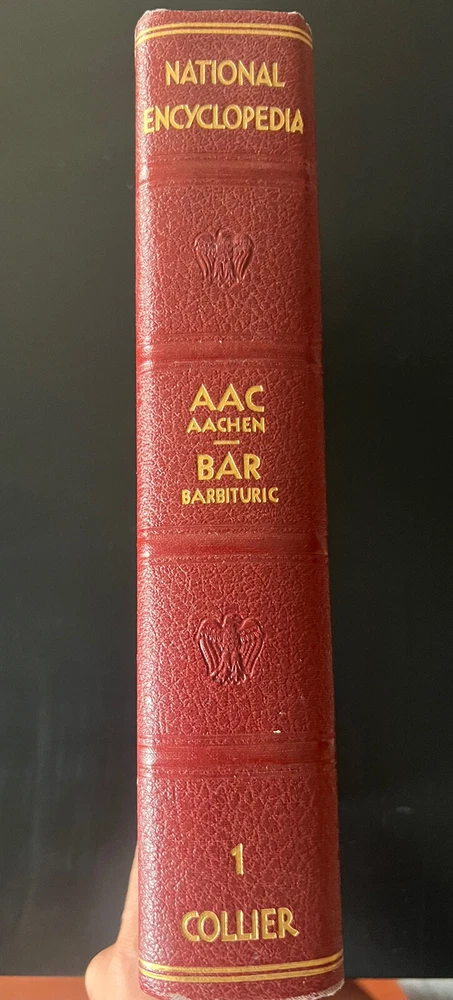 NATIONAL
ENCYCLOPEDIA
AAC
AACHEN
BAR
BARBITURIC
1
COLLIER